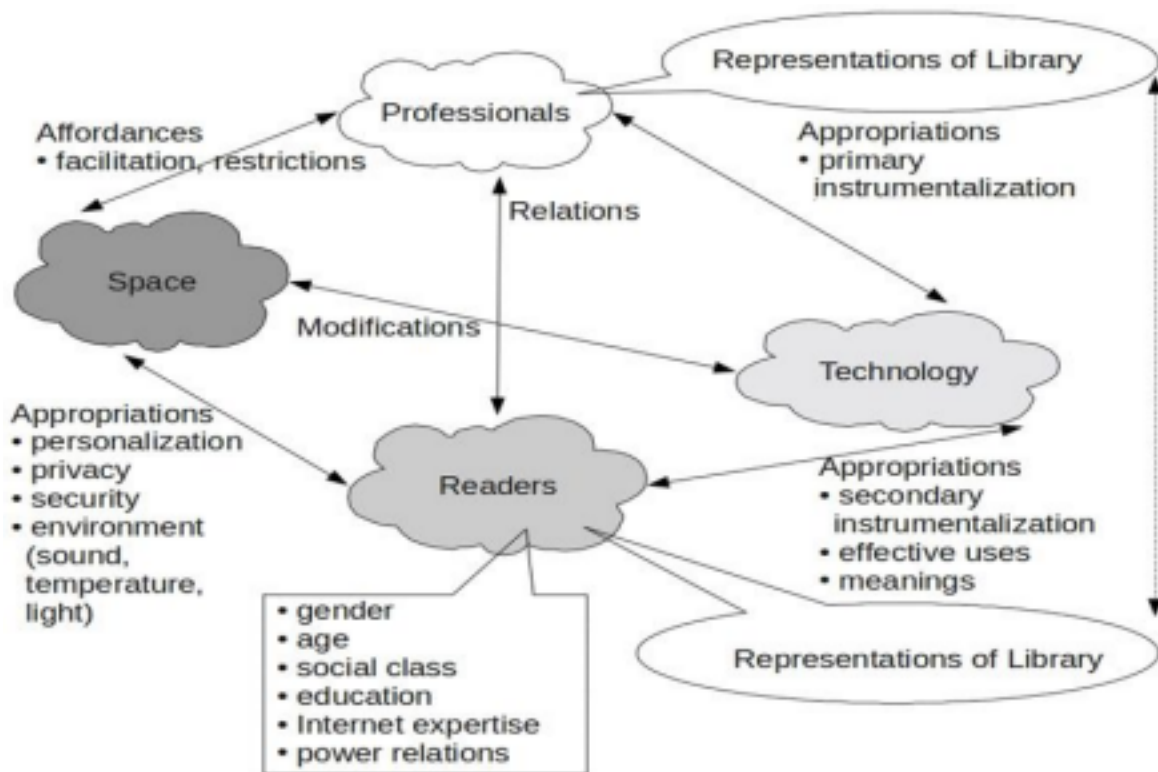 Representations of Library
Professionals
Affordances
• facilitation, restrictions
Appropriations
• primary
instrumentalization
Relations
Space
Modifications
Technology
Appropriations
• personalization
• privacy
• security
• environment
(sound,
temperature,
light)
Readers
Appropriations
• secondary
instrumentalization
• effective uses
• meanings
• gender
• age
• social class
• education
• Internet expertise
• power relations
Representations of Library